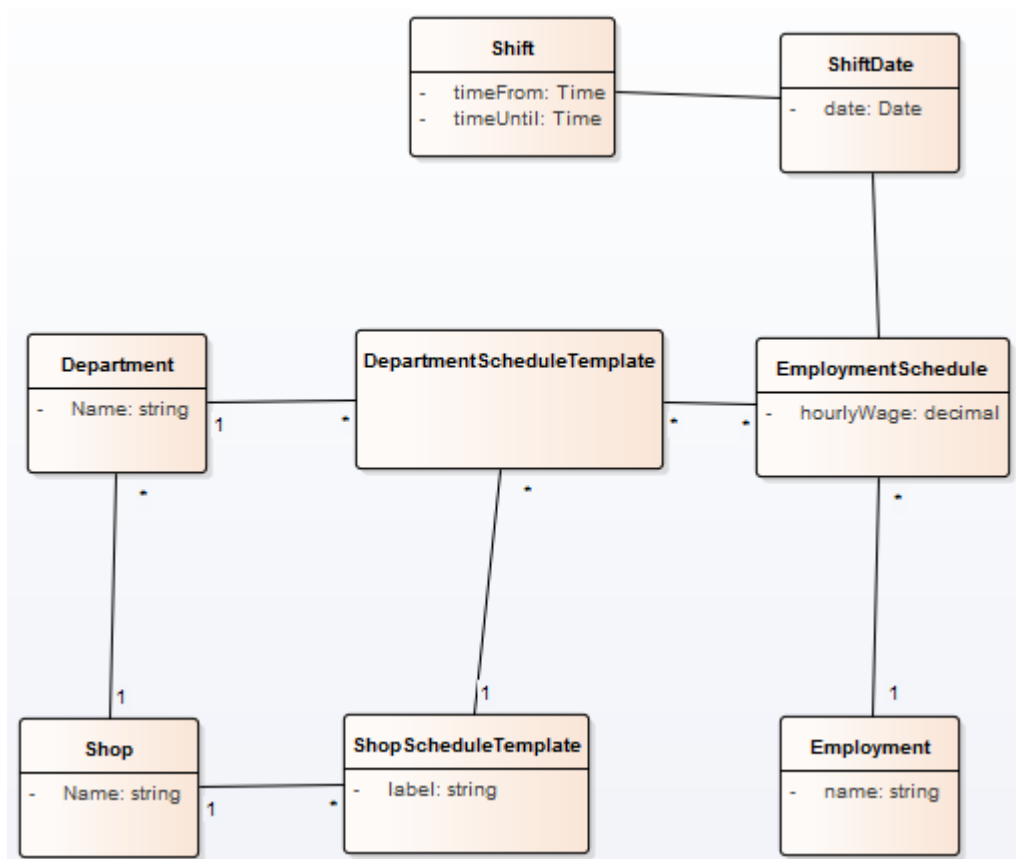 Shift
- timeFrom: Time
- timeUntil: Time
ShiftDate
- date: Date
Department
- Name: string
1
*
DepartmentScheduleTemplate
*
*
EmploymentSchedule
- hourlyWage: decimal
*
*
*
1
1
1
Shop
- Name: string
1
*
ShopScheduleTemplate
- label: string
Employment
- name: string